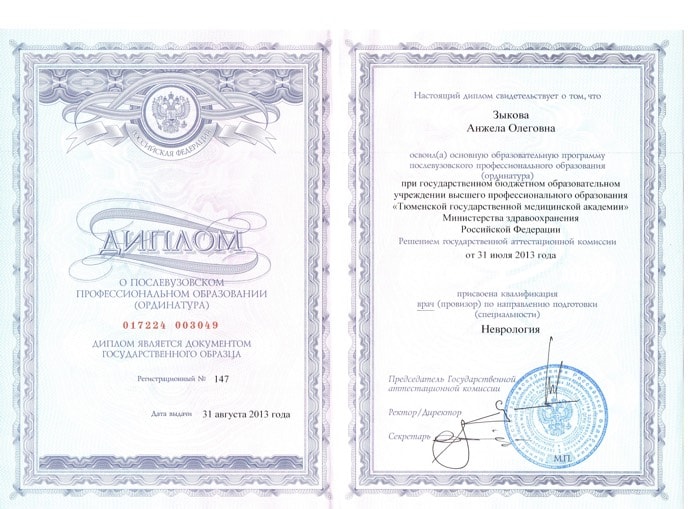 РОССИЙСКАЯ ФЕДЕРАЦИЯ
ДИПЛОМ
О ПОСЛЕВУЗОВСКОМ
ПРОФЕССИОНАЛЬНОМ ОБРАЗОВАНИИ
(ОРДИНАТУРА)
017224 003049
ДИПЛОМ ЯВЛЯЕТСЯ ДОКУМЕНТОМ
ГОСУДАРСТВЕННОГО ОБРАЗЦА
Регистрационный № 147
Дата выдачи 31 августа 2013 года
Настоящий диплом свидетельствует о том, что
Зыкова
Анжела Олеговна
освоил(а) основную образовательную программу
послевузовского профессионального образования
(ординатура)
при государственном бюджетном образовательном
учреждении высшего профессионального образования
«Тюменской государственной медицинской академии»
Министерства здравоохранения
Российской Федерации
Решением государственной аттестационной комиссии
от 31 июля 2013 года
присвоена квалификация
врач (провизор) по направлению подготовки
(специальности)
Неврология
Председатель Государственной
аттестационной комиссии
Ректор/Директор
Секретарь
М.П.